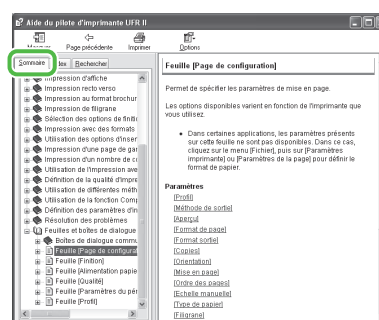 Aide du pilote d'imprimante UFR II
Masquer Page précédente Imprimer Options
Sommaire Index Rechercher
Impression d'affiche
Impression recto verso
Impression au format brochur
Impression de filigrane
Sélection des options de finiti
Impression avec des formats
Utilisation des options d'inser
Impression d'une page de gar
Impression d'un nombre de co
Utilisation de l'impression ave
Définition de la qualité d'impre
Utilisation de différentes méth
Utilisation de la fonction Comp
Définition des paramètres d'in
Résolution des problèmes
Feuilles et boîtes de dialogue
Boîtes de dialogue commu
Feuille [Page de configurat
Feuille [Finition]
Feuille [Alimentation papie
Feuille [Qualité]
Feuille [Paramètres du pér
Feuille [Profil]
Feuille [Page de configuration]
Permet de spécifier les paramètres de mise en page.
Les options disponibles varient en fonction de l'imprimante que
vous utilisez.
• Dans certaines applications, les paramètres présents
sur cette feuille ne sont pas disponibles. Dans ce cas,
cliquez sur le menu [Fichier], puis sur [Paramètres
imprimante] ou [Paramètres de la page] pour définir le
format de papier.
Paramètres
[Profil]
[Méthode de sortie]
[Aperçu]
[Format de page]
[Format sortie]
[Copies]
[Orientation]
[Mise en page]
[Ordre des pages]
[Echelle manuelle]
[Type de papier]
[Filigrane]